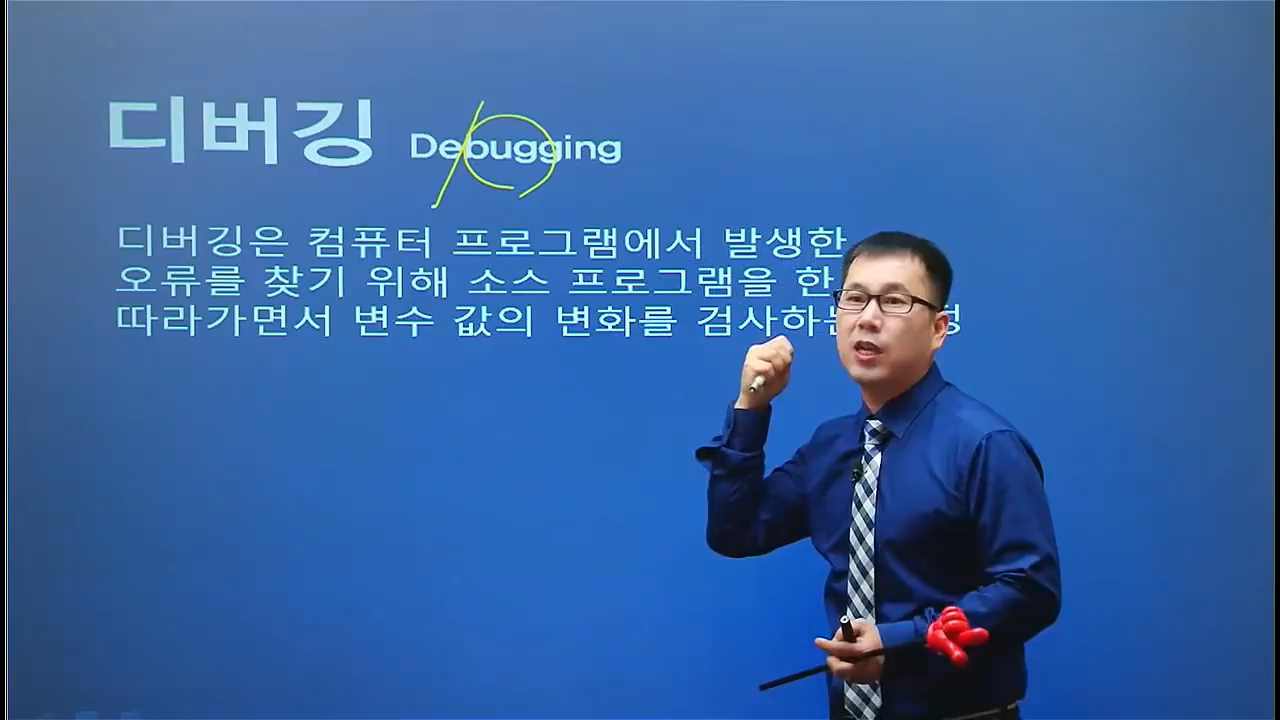 디버깅 Debugging
디버깅은 컴퓨터 프로그램에서 발생한
오류를 찾기 위해 소스 프로그램을 한
따라가면서 변수 값의 변화를 검사하는